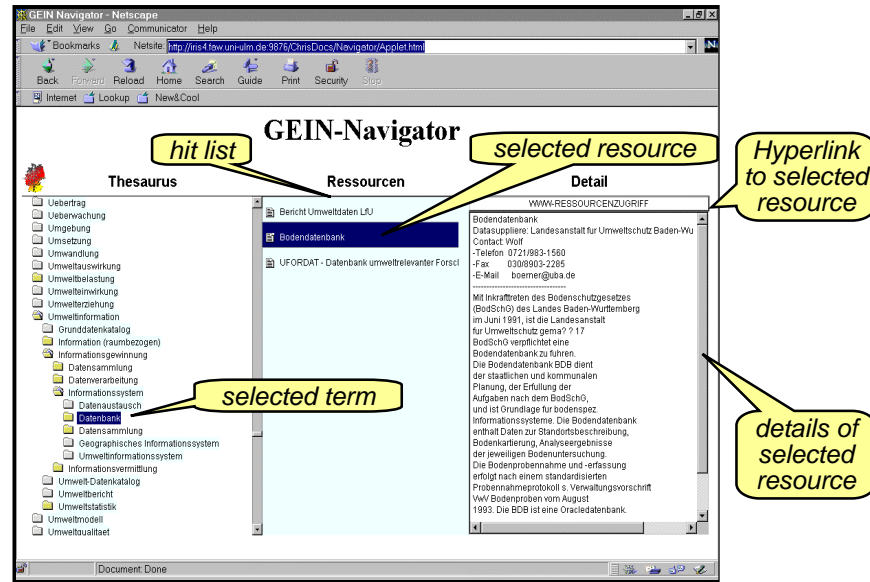 GEIN Navigator - Netscape
File Edit View Go Communicator Help
Bookmarks Netsite: http://iris4.faw.uni-ulm.de:9876/ChrisDocs/Navigator/Applet.html
Back Forward Reload Home Search Guide Print Security Stop
Internet Lookup New&Cool
GEIN-Navigator
hit list
selected resource
Hyperlink
to selected
resource
Thesaurus
Ressourcen
Detail
Uebertrag
Ueberwachung
Umgebung
Umsetzung
Umwandlung
Umweltauswirkung
Umweltbelastung
Umwelteinwirkung
Umwelterziehung
Umweltinformation
Grunddatenkatalog
Information (raumbezogen)
Informationsgewinnung
Datensammlung
Datenverarbeitung
Informationssystem
Datenaustausch
Datenbank
Datensammlung
Geographisches Informationssystem
Umweltinformationssystem
Informationsvermittlung
Umwelt-Datenkatalog
Umweltbericht
Umweltstatistik
Umweltmodell
Umweltqualitaet
selected term
Bericht Umweltdaten LfU
Bodendatenbank
UFORDAT - Datenbank umweltrelevanter Forscl
WWW-RESSOURCENZUGRIFF
Bodendatenbank
Datasuppliere: Landesanstalt fur Umweltschutz Baden-Wu
Contact: Wolf
-Telefon 0721/983-1560
-Fax 030/8903-2285
-E-Mail boerner@uba.de
----------------------------------
Mit Inkrafttreten des Bodenschutzgesetzes
(BodSchG) des Landes Baden-Wurttemberg
im Juni 1991, ist die Landesanstalt
fur Umweltschutz gema? ? 17
BodSchG verpflichtet eine
Bodendatenbank zu fuhren.
Die Bodendatenbank BDB dient
der staatlichen und kommunalen
Planung, der Erfullung der
Aufgaben nach dem BodSchG,
und ist Grundlage fur bodenspez.
Informationssysteme. Die Bodendatenbank
enthalt Daten zur Standortsbeschreibung,
Bodenkartierung, Analyseergebnisse
der jeweiligen Bodenuntersuchung.
Die Bodenprobennahme und -erfassung
erfolgt nach einem standardisierten
Probennahmeprotokoll s. Verwaltungsvorschrift
VwV Bodenproben vom August
1993. Die BDB ist eine Oracledatenbank.
details of
selected
resource
Document: Done